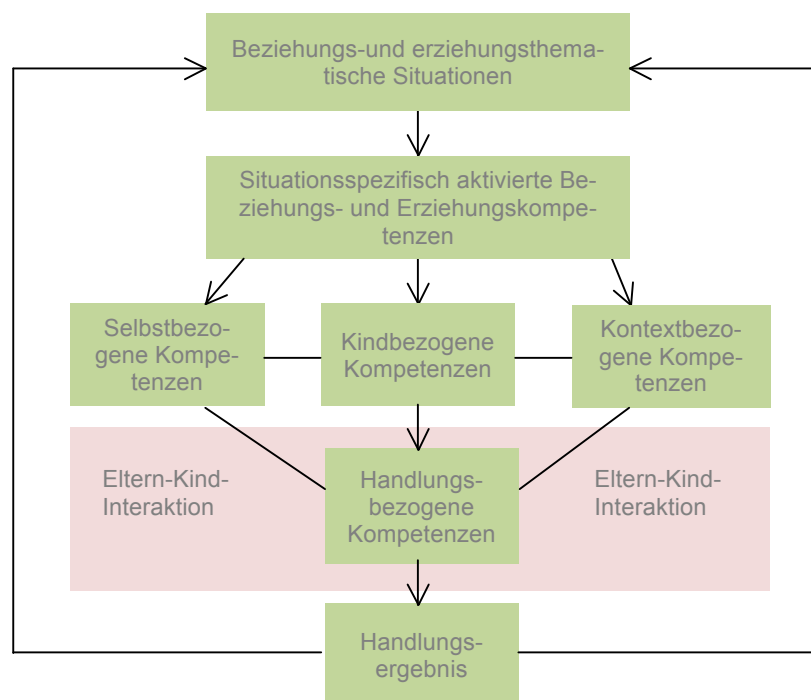 Beziehungs-und erziehungsthema-
tische Situationen
Situationsspezifisch aktivierte Be-
ziehungs- und Erziehungskompe-
tenzen
Selbstbezo-
gene Kompe-
tenzen
Kindbezogene
Kompetenzen
Kontextbezo-
gene Kompe-
tenzen
Eltern-Kind-
Interaktion
Handlungs-
bezogene
Kompetenzen
Eltern-Kind-
Interaktion
Handlungs-
ergebnis